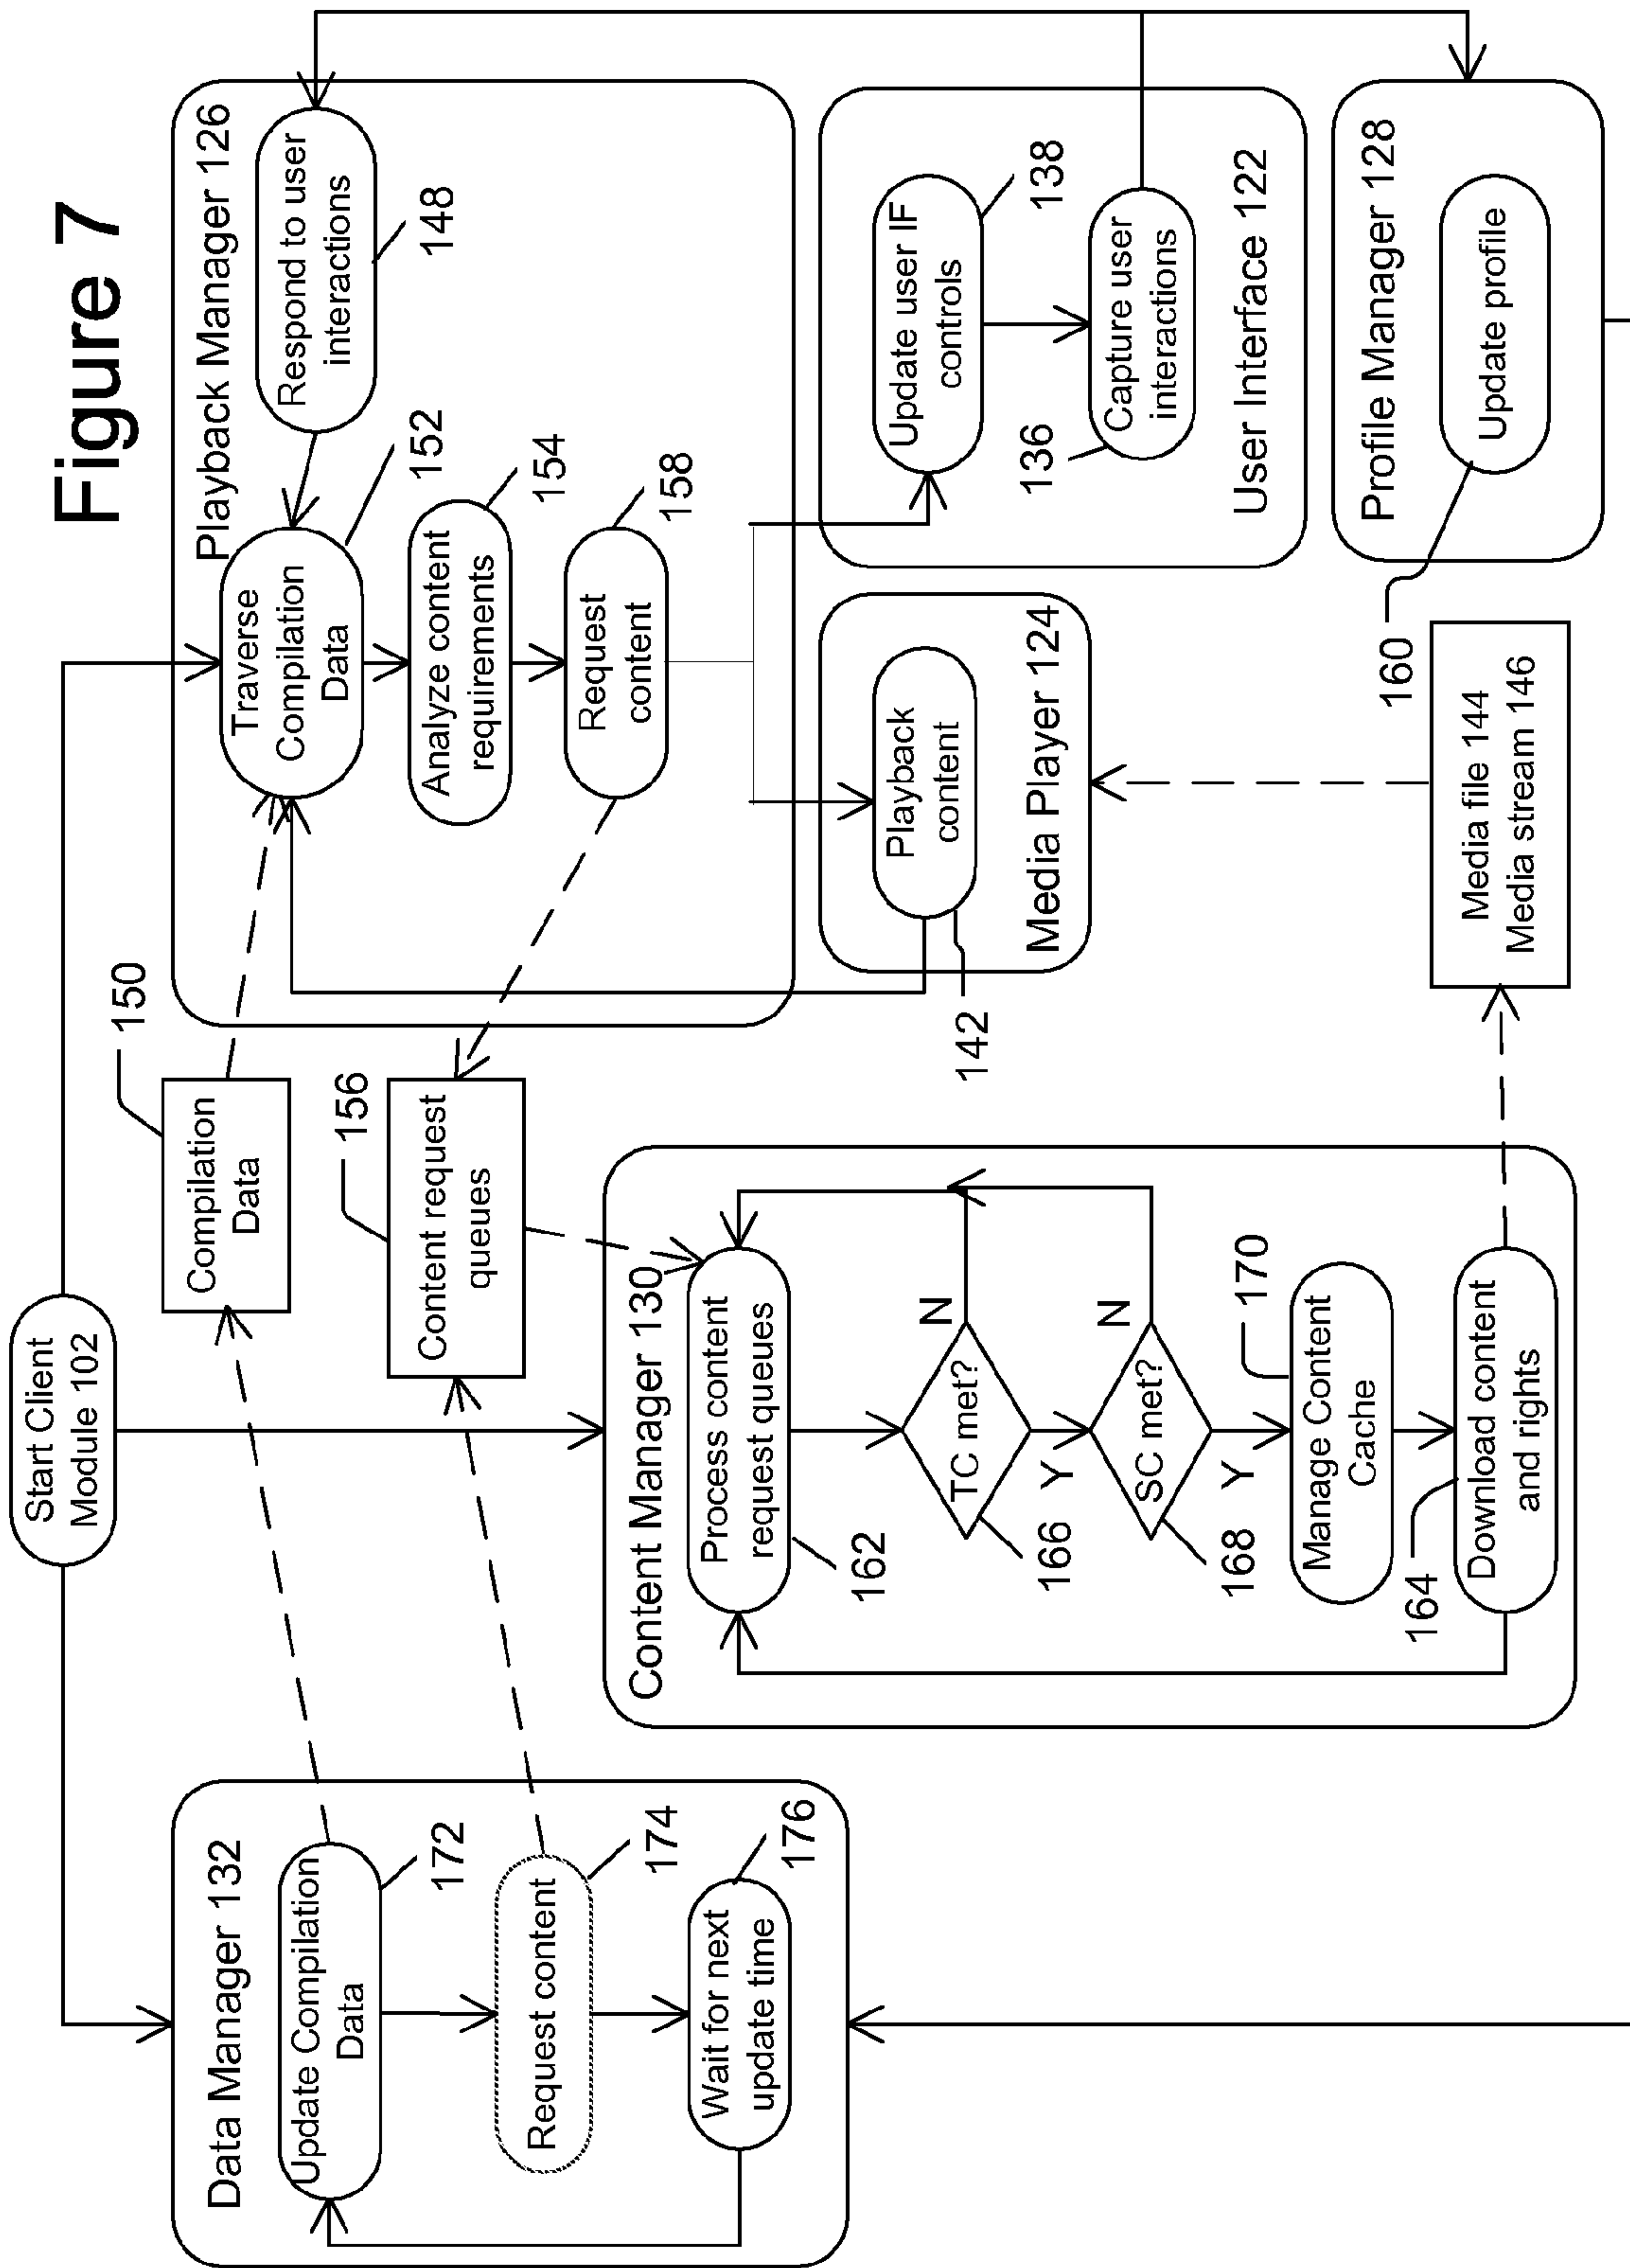 Figure 7
Start Client
Module 102
Data Manager 132
Update Compilation
Data
172
Request content
174
Wait for next
update time
176
150
Compilation
Data
156
Content request
queues
Content Manager 130
Process content
request queues
162
TC met?
N
Y
166
SC met?
N
Y
168
170
Manage Content
Cache
164
Download content
and rights
Playback Manager 126
Respond to user
interactions
148
Traverse
Compilation
Data
152
Analyze content
requirements
154
Request
content
158
Playback
content
Media Player 124
142
Update user IF
controls
138
136
Capture user
interactions
User Interface 122
Media file 144
Media stream 146
Profile Manager 128
Update profile
160